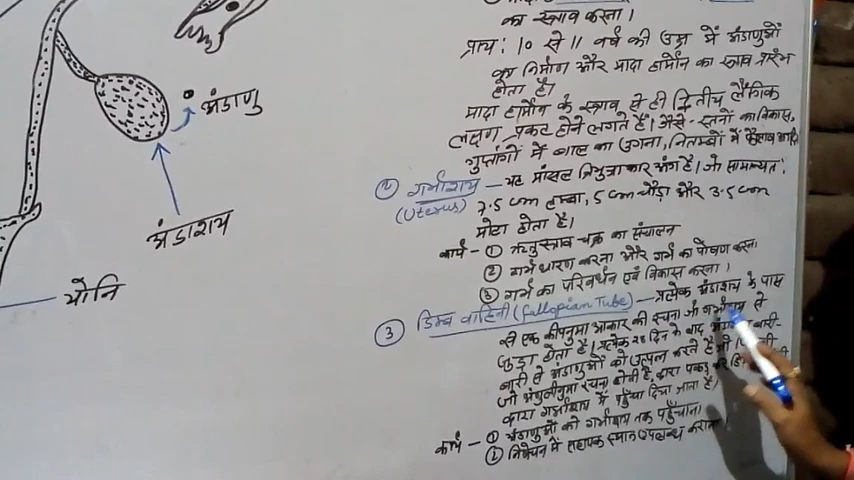 अंडाणु
अंडाशय
योनि
का स्त्राव करना।
प्राय: 10 से 11 वर्ष की उम्र में अंडाणुओं
का निर्माण और मादा हार्मोन का स्त्राव प्रारंभ
होता है।
मादा हार्मोन के स्त्राव से ही द्वितीय लैंगिक
लक्षण प्रकट होने लगते हैं। जैसे - स्तनों का विकास,
गुप्तांगों में बाल का उगना, नितम्बों में फैलाव आदि।
② गर्भाशय — यह मांसल त्रिभुजाकार अंग है। जो सामान्यत:
(Uterus) 7.5 cm लम्बा, 5 cm चौड़ा और 3.5 cm
मोटा होता है।
कार्य - ① ऋतुस्त्राव चक्र का संचालन
② गर्भधारण करना और गर्भ का पोषण करना
③ गर्भ का परिवर्धन एवं विकास करना।
③ डिम्ब वाहिनी (Fallopian Tube) — प्रत्येक अंडाशय के पास
से एक कीपनुमा आकार की रचना जो गर्भाशय से
जुड़ा होता है। प्रत्येक 28 दिन के बाद बारी-
बारी से अंडाणुओं को उत्पन्न करते हैं
जो अंगुलीनुमा रचना होती है, द्वारा पकड़ कर
द्वारा गर्भाशय में पहुँचा दिया जाता है।
कार्य - ① अंडाणुओं को गर्भाशय तक पहुँचाना।
② निषेचन में सहायक स्थान उपलब्ध कराना